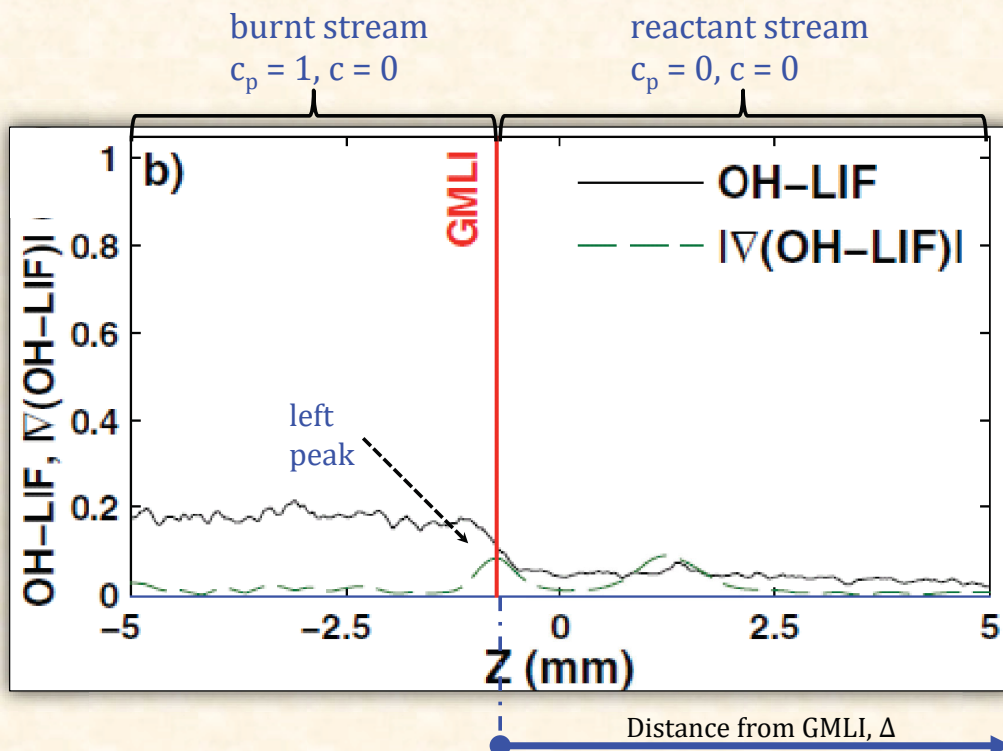 burnt stream
cₚ = 1, c = 0
reactant stream
cₚ = 0, c = 0
b)
GMLI
OH−LIF
|∇(OH−LIF)|
OH−LIF, |∇(OH−LIF)|
1
0.8
0.6
0.4
0.2
0
left
peak
−5
−2.5
0
2.5
5
Z (mm)
Distance from GMLI, Δ